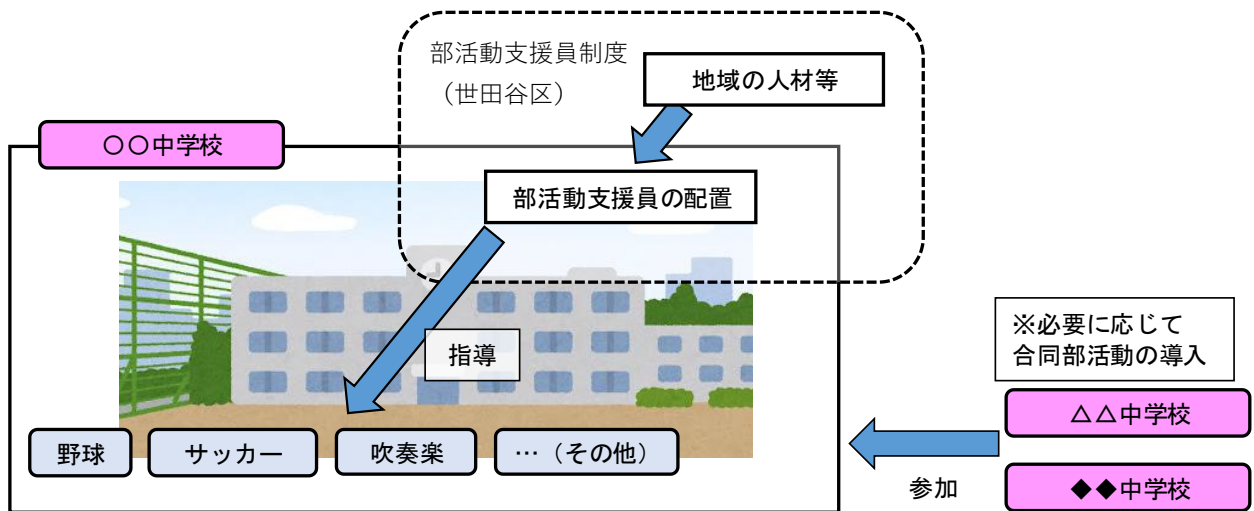 部活動支援員制度
（世田谷区）
地域の人材等
〇〇中学校
部活動支援員の配置
指導
※必要に応じて
合同部活動の導入
野球
サッカー
吹奏楽
…（その他）
△△中学校
参加
◆◆中学校